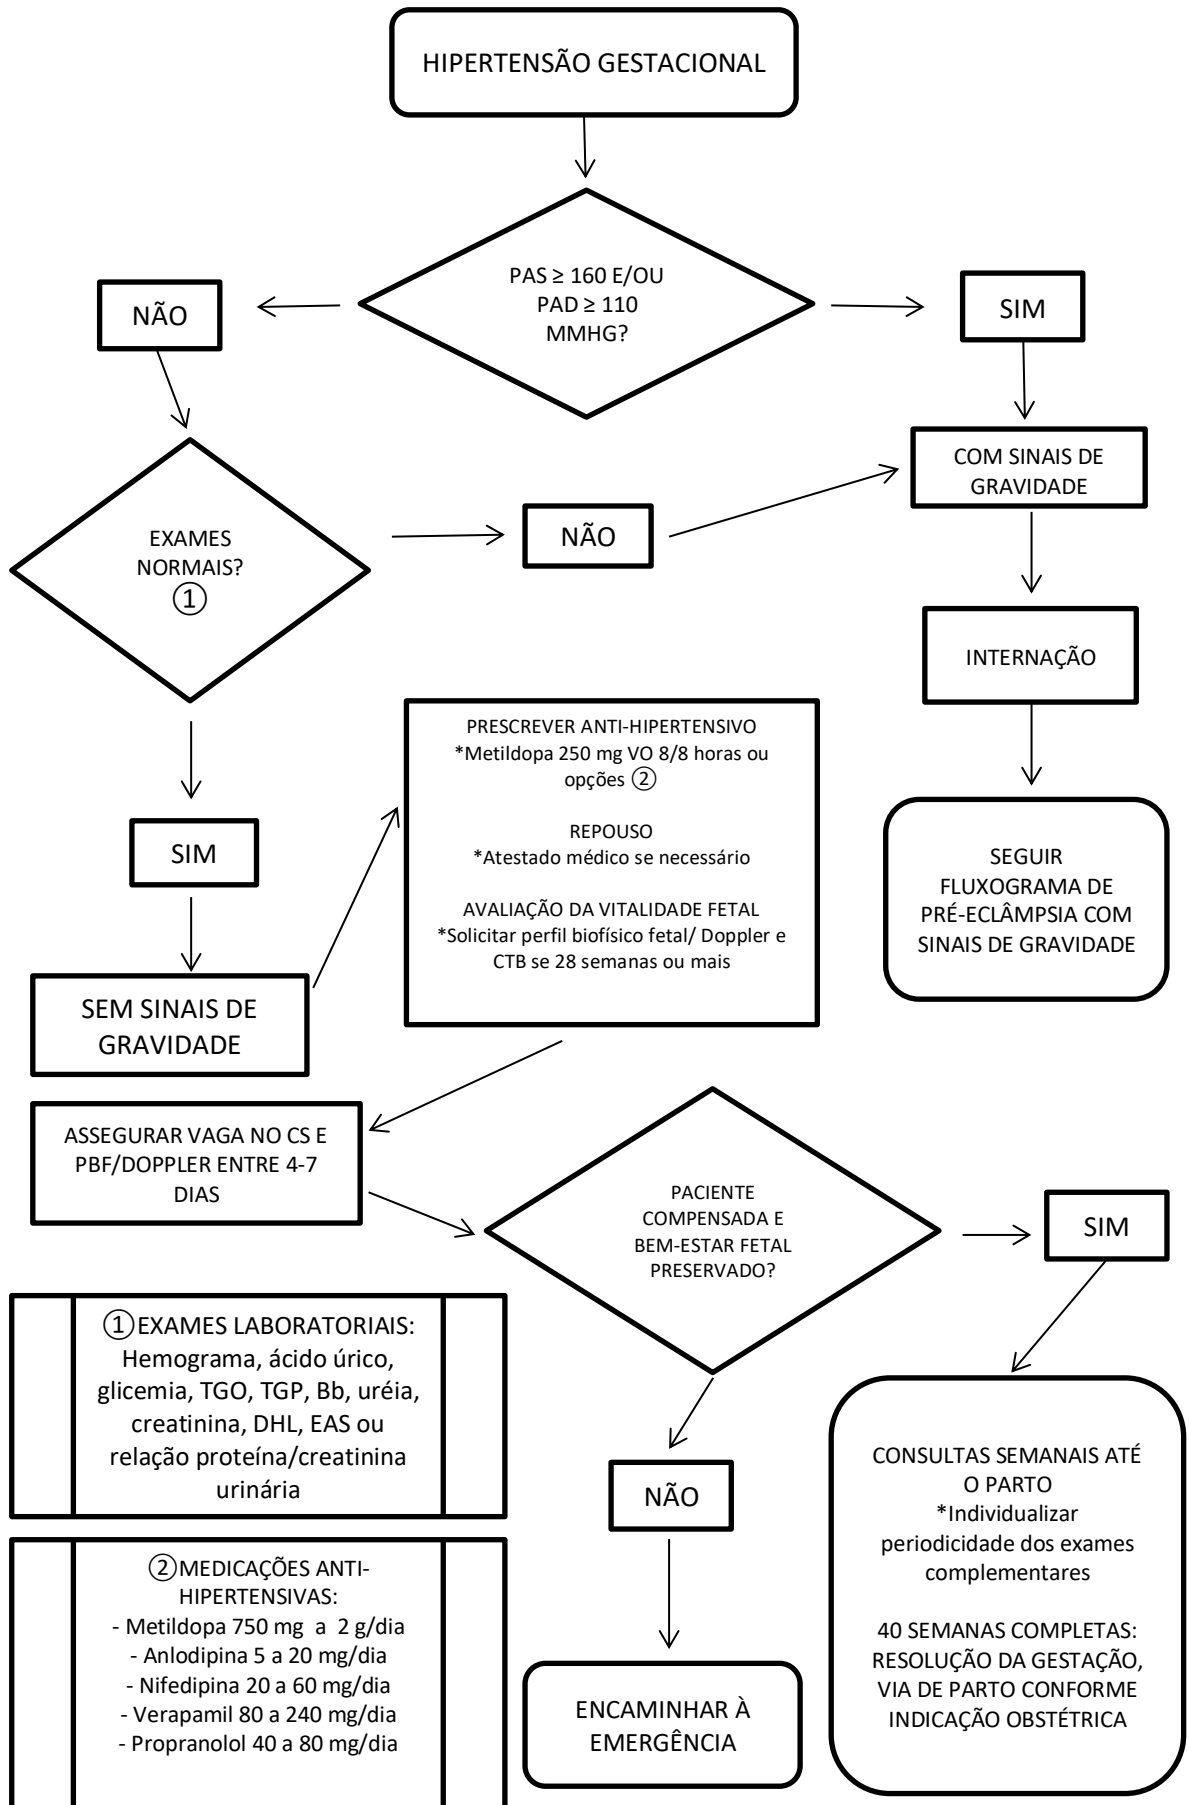 HIPERTENSÃO GESTACIONAL
PAS ≥ 160 E/OU
PAD ≥ 110
MMHG?
NÃO
SIM
COM SINAIS DE
GRAVIDADE
EXAMES
NORMAIS?
①
NÃO
INTERNAÇÃO
PRESCREVER ANTI-HIPERTENSIVO
*Metildopa 250 mg VO 8/8 horas ou
opções ②
REPOUSO
*Atestado médico se necessário
AVALIAÇÃO DA VITALIDADE FETAL
*Solicitar perfil biofísico fetal/ Doppler e
CTB se 28 semanas ou mais
SIM
SEGUIR
FLUXOGRAMA DE
PRÉ-ECLÂMPSIA COM
SINAIS DE GRAVIDADE
SEM SINAIS DE
GRAVIDADE
ASSEGURAR VAGA NO CS E
PBF/DOPPLER ENTRE 4-7
DIAS
PACIENTE
COMPENSADA E
BEM-ESTAR FETAL
PRESERVADO?
SIM
①EXAMES LABORATORIAIS:
Hemograma, ácido úrico,
glicemia, TGO, TGP, Bb, uréia,
creatinina, DHL, EAS ou
relação proteína/creatinina
urinária
NÃO
CONSULTAS SEMANAIS ATÉ
O PARTO
*Individualizar
periodicidade dos exames
complementares
40 SEMANAS COMPLETAS:
RESOLUÇÃO DA GESTAÇÃO,
VIA DE PARTO CONFORME
INDICAÇÃO OBSTÉTRICA
②MEDICAÇÕES ANTI-
HIPERTENSIVAS:
- Metildopa 750 mg a 2 g/dia
- Anlodipina 5 a 20 mg/dia
- Nifedipina 20 a 60 mg/dia
- Verapamil 80 a 240 mg/dia
- Propranolol 40 a 80 mg/dia
ENCAMINHAR À
EMERGÊNCIA